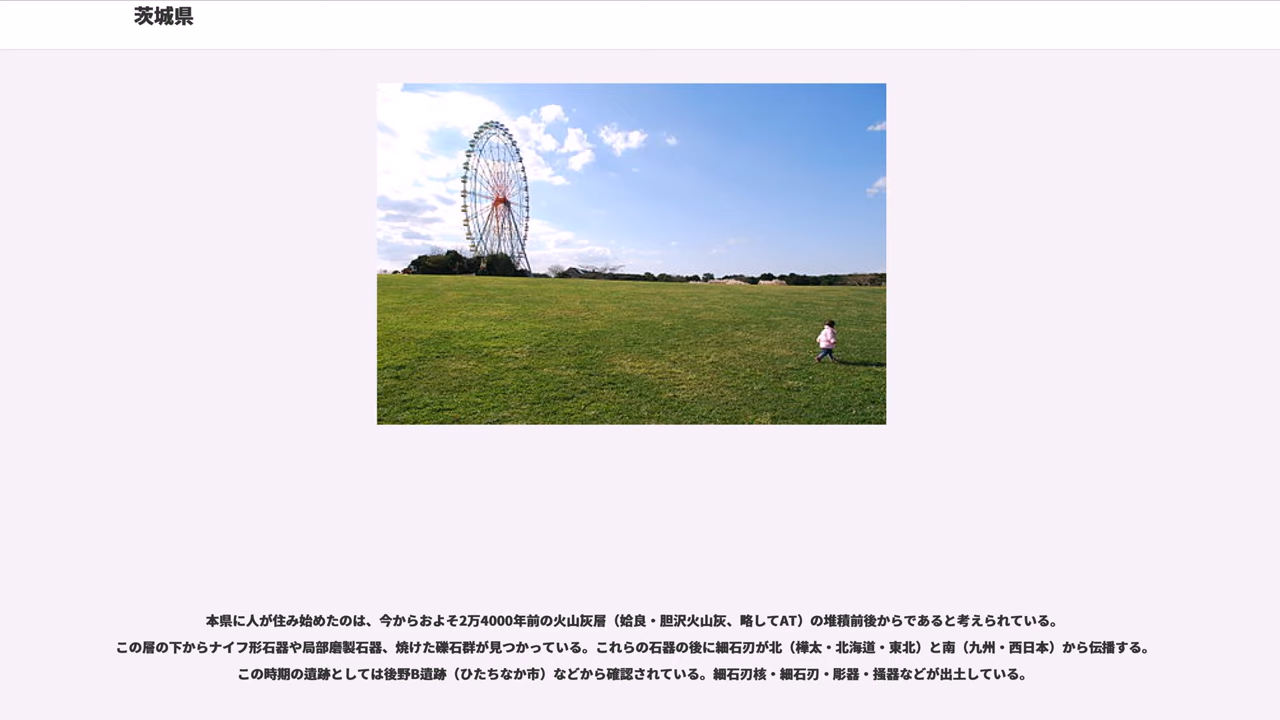 茨城県
本県に人が住み始めたのは、今からおよそ2万4000年前の火山灰層（姶良・胆沢火山灰、略してAT）の堆積前後からであると考えられている。
この層の下からナイフ形石器や局部磨製石器、焼けた礫石群が見つかっている。これらの石器の後に細石刃が北（樺太・北海道・東北）と南（九州・西日本）から伝播する。
この時期の遺跡としては後野B遺跡（ひたちなか市）などから確認されている。細石刃核・細石刃・彫器・掻器などが出土している。